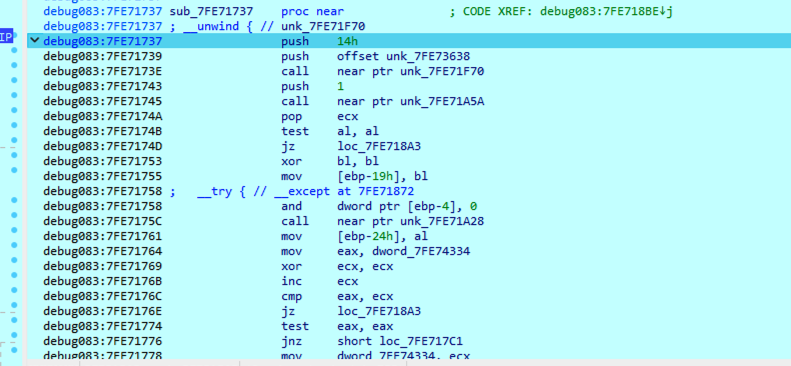 debug083:7FE71737 sub_7FE71737 proc near ; CODE XREF: debug083:7FE718BE↓j
debug083:7FE71737 ; __unwind { // unk_7FE71F70
IP
debug083:7FE71737 push 14h
debug083:7FE71739 push offset unk_7FE73638
debug083:7FE7173E call near ptr unk_7FE71F70
debug083:7FE71743 push 1
debug083:7FE71745 call near ptr unk_7FE71A5A
debug083:7FE7174A pop ecx
debug083:7FE7174B test al, al
debug083:7FE7174D jz loc_7FE718A3
debug083:7FE71753 xor bl, bl
debug083:7FE71755 mov [ebp-19h], bl
debug083:7FE71758 ; __try { // __except at 7FE71872
debug083:7FE71758 and dword ptr [ebp-4], 0
debug083:7FE7175C call near ptr unk_7FE71A28
debug083:7FE71761 mov [ebp-24h], al
debug083:7FE71764 mov eax, dword_7FE74334
debug083:7FE71769 xor ecx, ecx
debug083:7FE7176B inc ecx
debug083:7FE7176C cmp eax, ecx
debug083:7FE7176E jz loc_7FE718A3
debug083:7FE71774 test eax, eax
debug083:7FE71776 jnz short loc_7FE717C1
debug083:7FE71778 mov dword_7FE74334, ecx